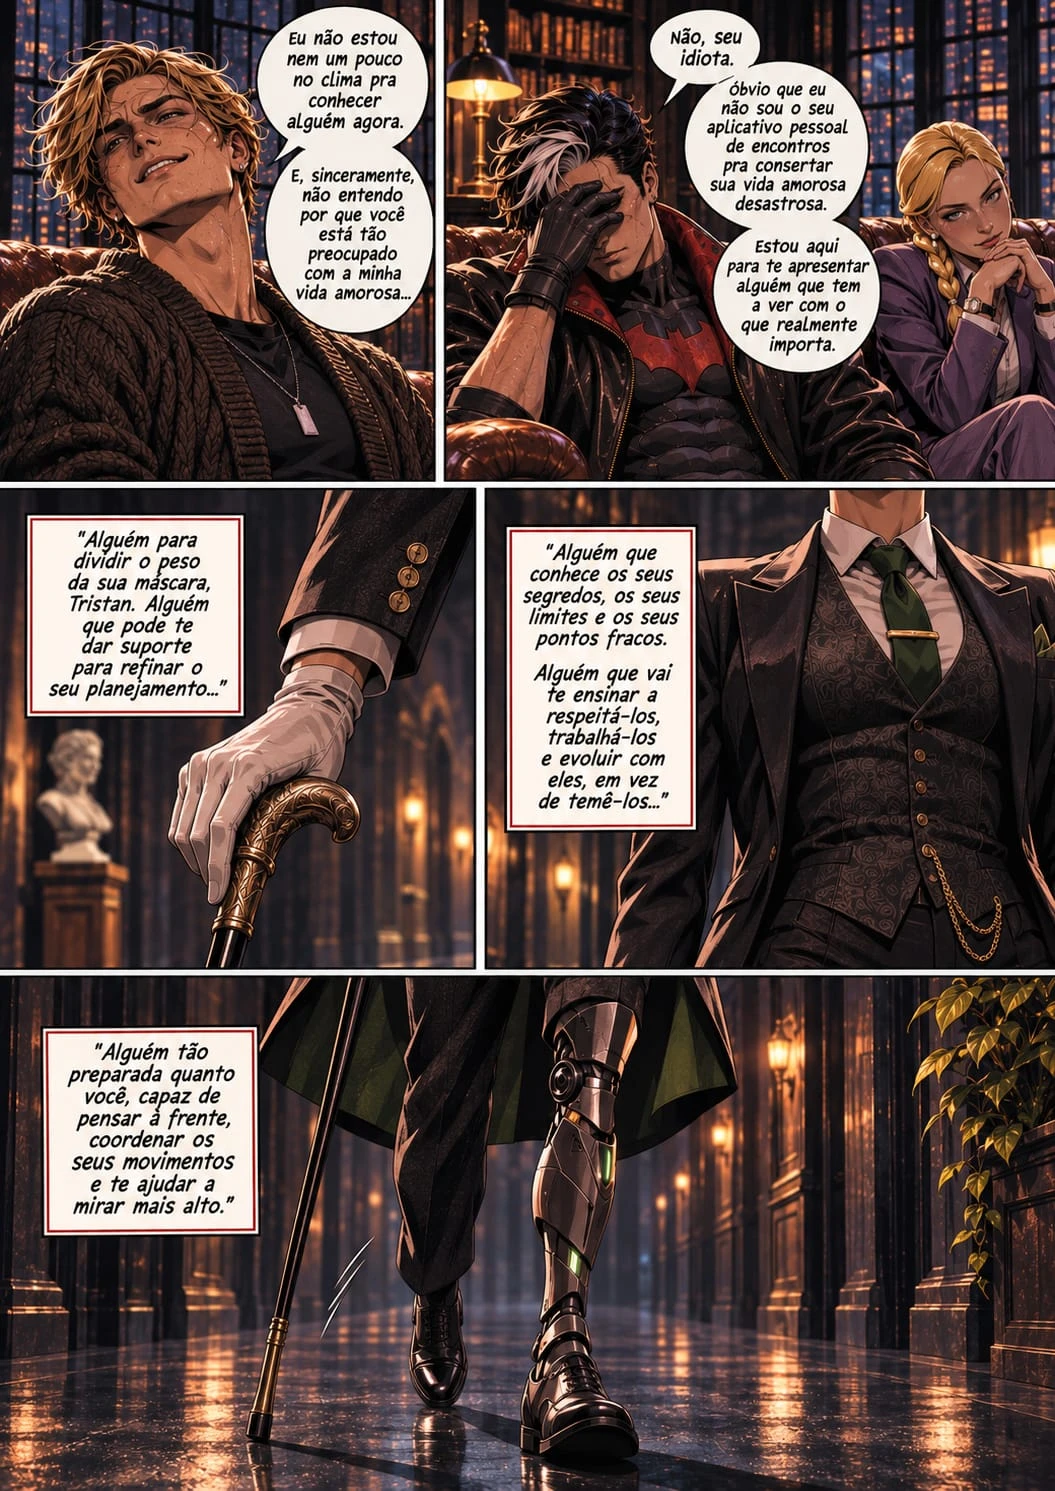 Eu não estou
nem um pouco
no clima pra
conhecer
alguém agora.
E, sinceramente,
não entendo
por que você
está tão
preocupado
com a minha
vida amorosa...
Não, seu
idiota.
óbvio que eu
não sou o seu
aplicativo pessoal
de encontros
pra consertar
sua vida amorosa
desastrosa.
Estou aqui
para te apresentar
alguém que tem
a ver com o
que realmente
importa.
"Alguém para
dividir o peso
da sua máscara,
Tristan. Alguém
que pode te
dar suporte
para refinar o
seu planejamento..."
"Alguém que
conhece os seus
segredos, os seus
limites e os seus
pontos fracos.
Alguém que vai
te ensinar a
respeitá-los,
trabalhá-los
e evoluir com
eles, em vez
de temê-los..."
"Alguém tão
preparada quanto
você, capaz de
pensar à frente,
coordenar os
seus movimentos
e te ajudar a
mirar mais alto."